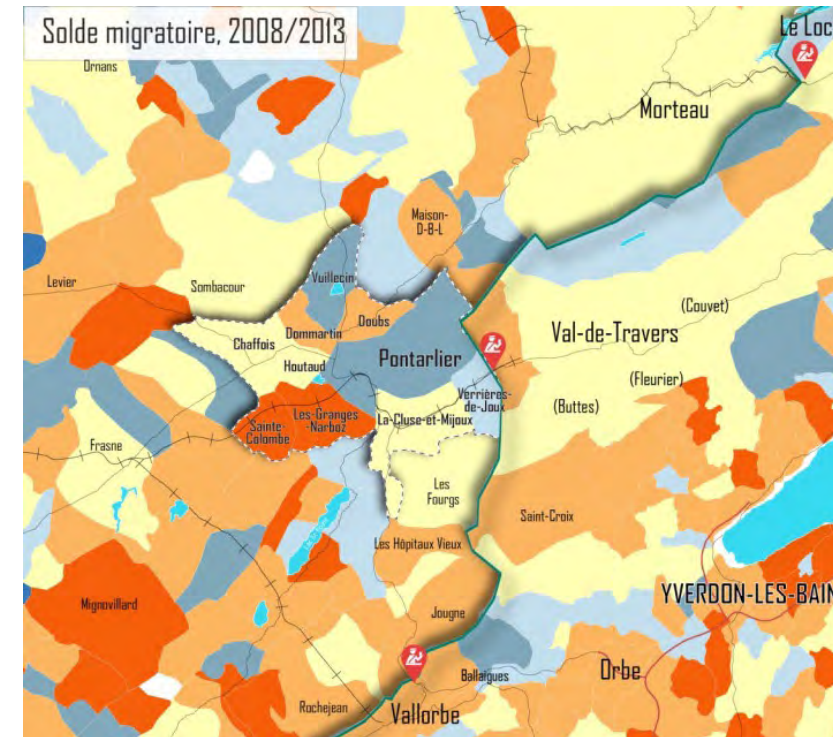 Solde migratoire, 2008/2013
Le Loc
Ornans
Morteau
Maison-
D-B-L
Vuillecin
Levier
Sombacour
(Couvet)
Doubs
Dommartin
Val-de-Travers
Chaffois
Pontarlier
Houtaud
(Fleurier)
Verrières-
de-Joux
(Buttes)
Les-Granges
-Narboz
La-Cluse-et-Mijoux
Sainte-
Colombe
Frasne
Les
Fourgs
Saint-Croix
Les Hôpitaux Vieux
YVERDON-LES-BAIN
Mignovillard
Jougne
Orbe
Ballaigues
Rochejean
Vallorbe